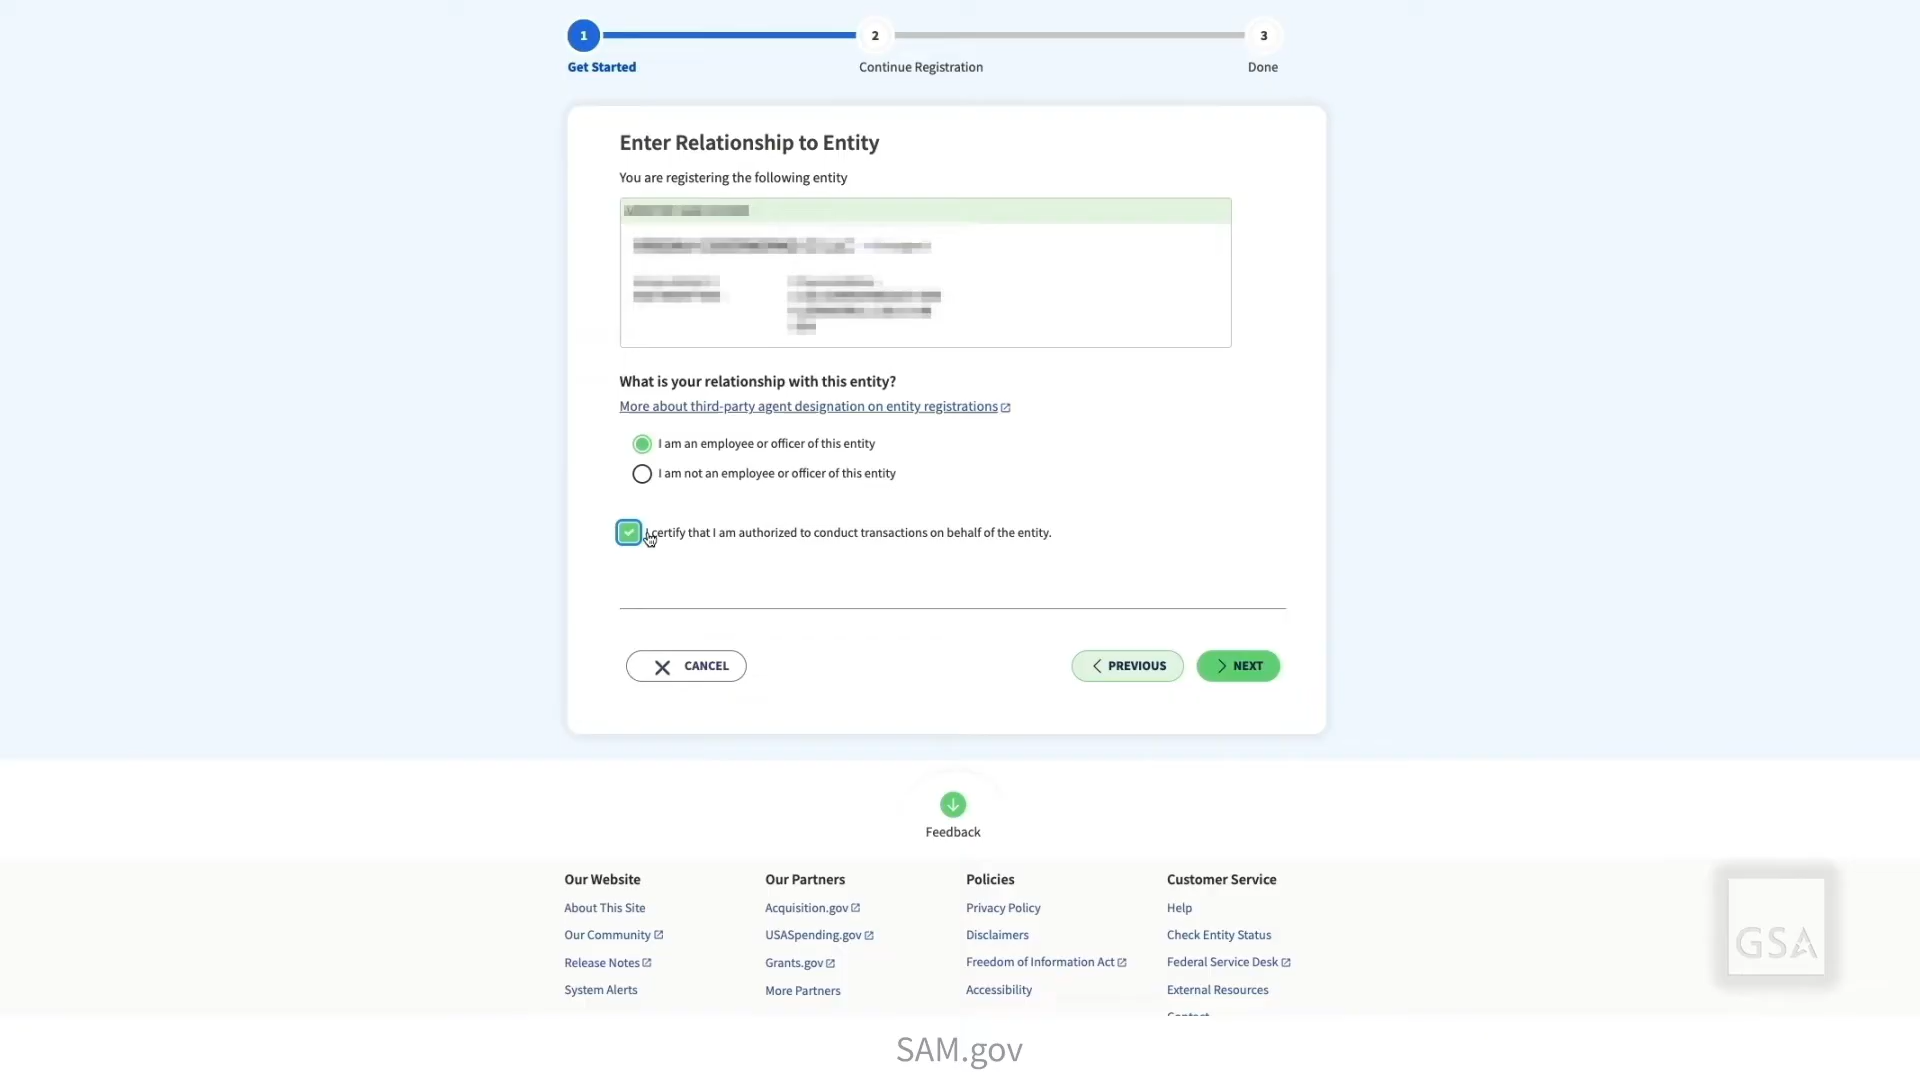 1
2
3
Get Started
Continue Registration
Done
Enter Relationship to Entity
You are registering the following entity
What is your relationship with this entity?
More about third-party agent designation on entity registrations
I am an employee or officer of this entity
I am not an employee or officer of this entity
I certify that I am authorized to conduct transactions on behalf of the entity.
CANCEL
PREVIOUS
NEXT
Feedback
Our Website
About This Site
Our Community
Release Notes
System Alerts
Our Partners
Acquisition.gov
USASpending.gov
Grants.gov
More Partners
Policies
Privacy Policy
Disclaimers
Freedom of Information Act
Accessibility
Customer Service
Help
Check Entity Status
Federal Service Desk
External Resources
GSA
SAM.gov